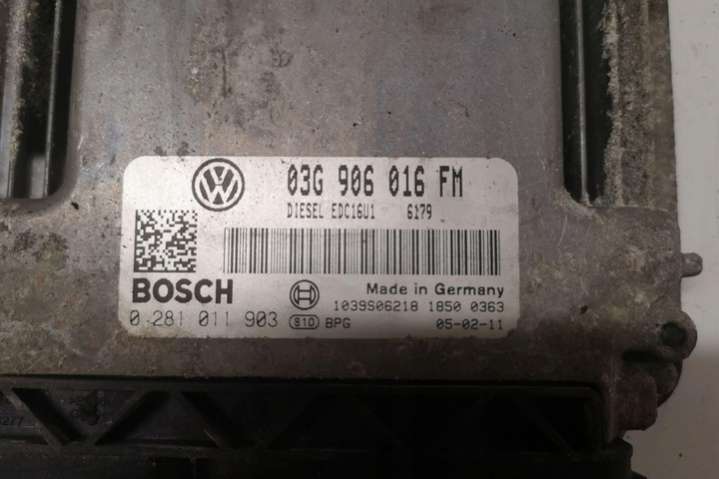 03G 906 016 FM
DIESEL EDC16U1 6179
BOSCH
Made in Germany
1039S06218 1850 0363
0 281 011 903 S10 BPG 05-02-11